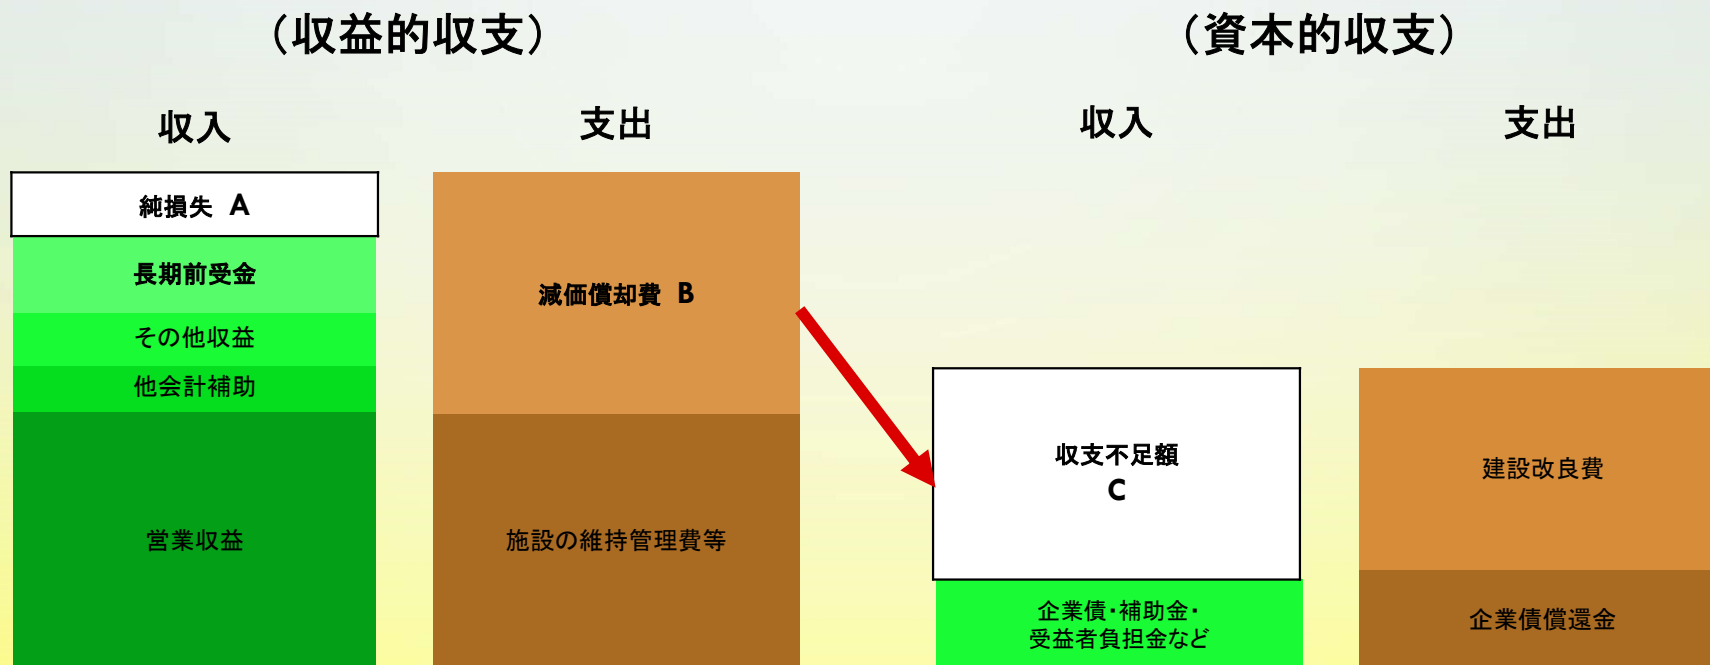 （収益的収支）
（資本的収支）
収入
支出
収入
支出
純損失 A
長期前受金
その他収益
他会計補助
営業収益
減価償却費 B
施設の維持管理費等
収支不足額
C
企業債・補助金・
受益者負担金など
建設改良費
企業債償還金